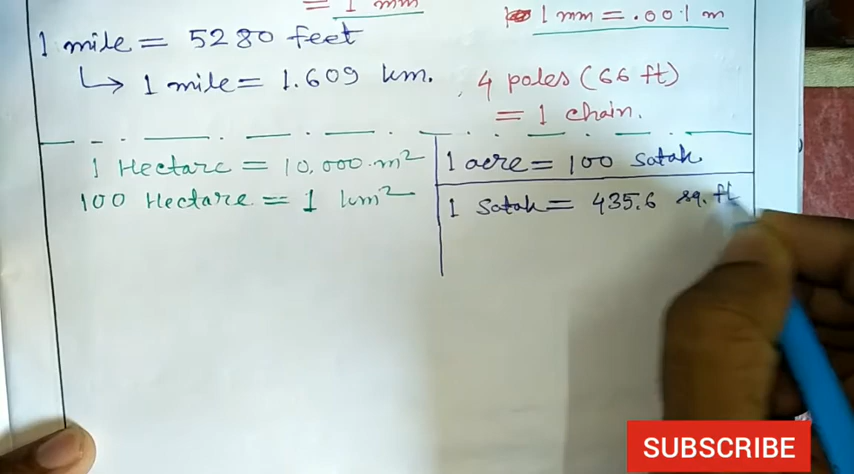 = 1 mm
1 mm = .001 m
1 mile = 5280 feet
↳ 1 mile = 1.609 km.
4 poles (66 ft)
= 1 chain.
1 Hectare = 10,000 m²
100 Hectare = 1 km²
1 acre = 100 Satak
1 Satak = 435.6 sq. ft
SUBSCRIBE